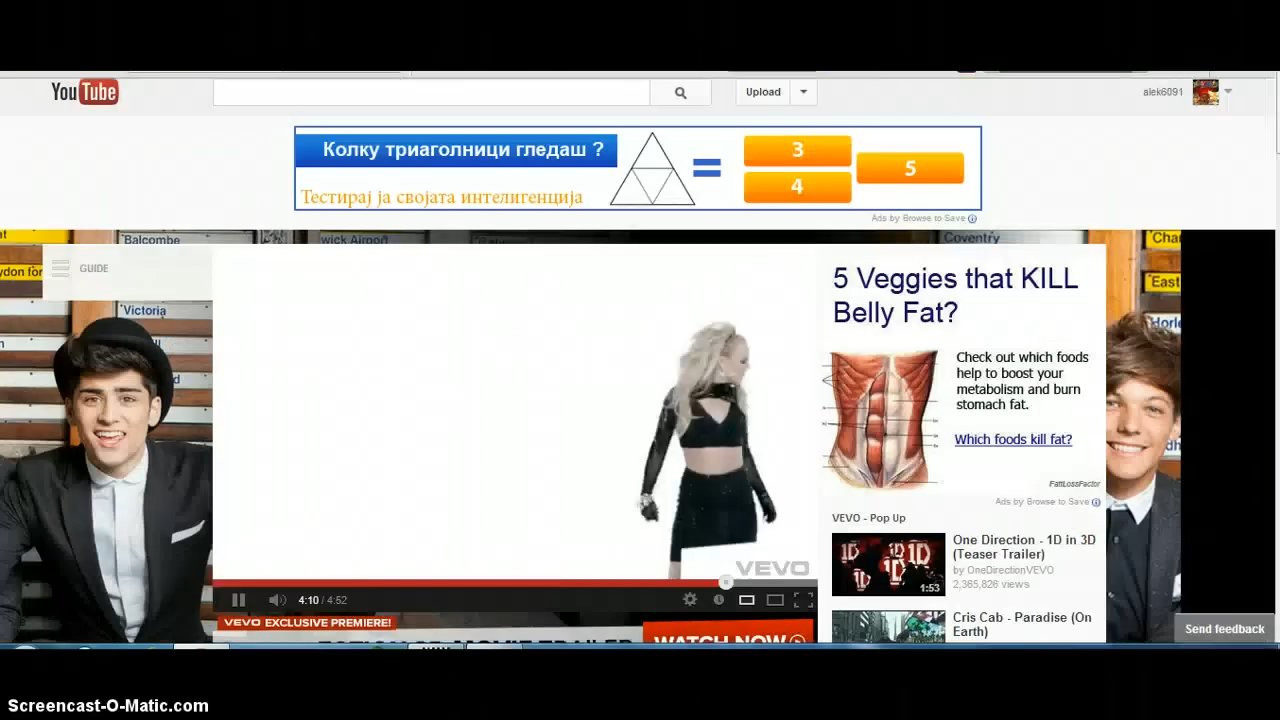 YouTube
Upload
alek6091
Колку триаголници гледаш ?
Тестирај ја својата интелигенција
3
4
5
Ads by Browse to Save
Balcombe
wick Airport
Coventry
GUIDE
Victoria
5 Veggies that KILL
Belly Fat?
Check out which foods
help to boost your
metabolism and burn
stomach fat.
Which foods kill fat?
FattLossFactor
Ads by Browse to Save
VEVO - Pop Up
One Direction - 1D in 3D
(Teaser Trailer)
by OneDirectionVEVO
2,365,826 views
1:53
Cris Cab - Paradise (On
Earth)
VEVO
4:10 / 4:52
VEVO EXCLUSIVE PREMIERE!
WATCH NOW
Send feedback
Screencast-O-Matic.com